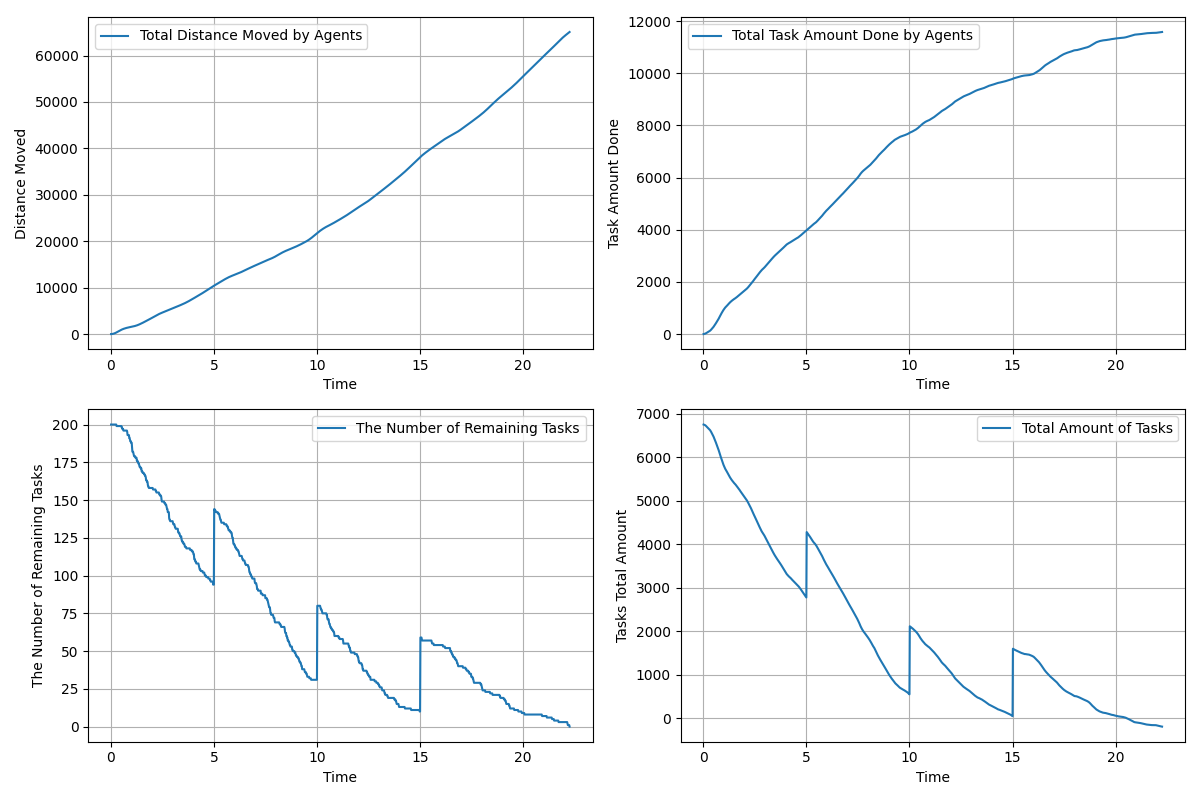 Total Distance Moved by Agents
Distance Moved
60000
50000
40000
30000
20000
10000
0
0 5 10 15 20
Time
Total Task Amount Done by Agents
Task Amount Done
12000
10000
8000
6000
4000
2000
0
0 5 10 15 20
Time
The Number of Remaining Tasks
The Number of Remaining Tasks
200
175
150
125
100
75
50
25
0
0 5 10 15 20
Time
Total Amount of Tasks
Tasks Total Amount
7000
6000
5000
4000
3000
2000
1000
0
0 5 10 15 20
Time